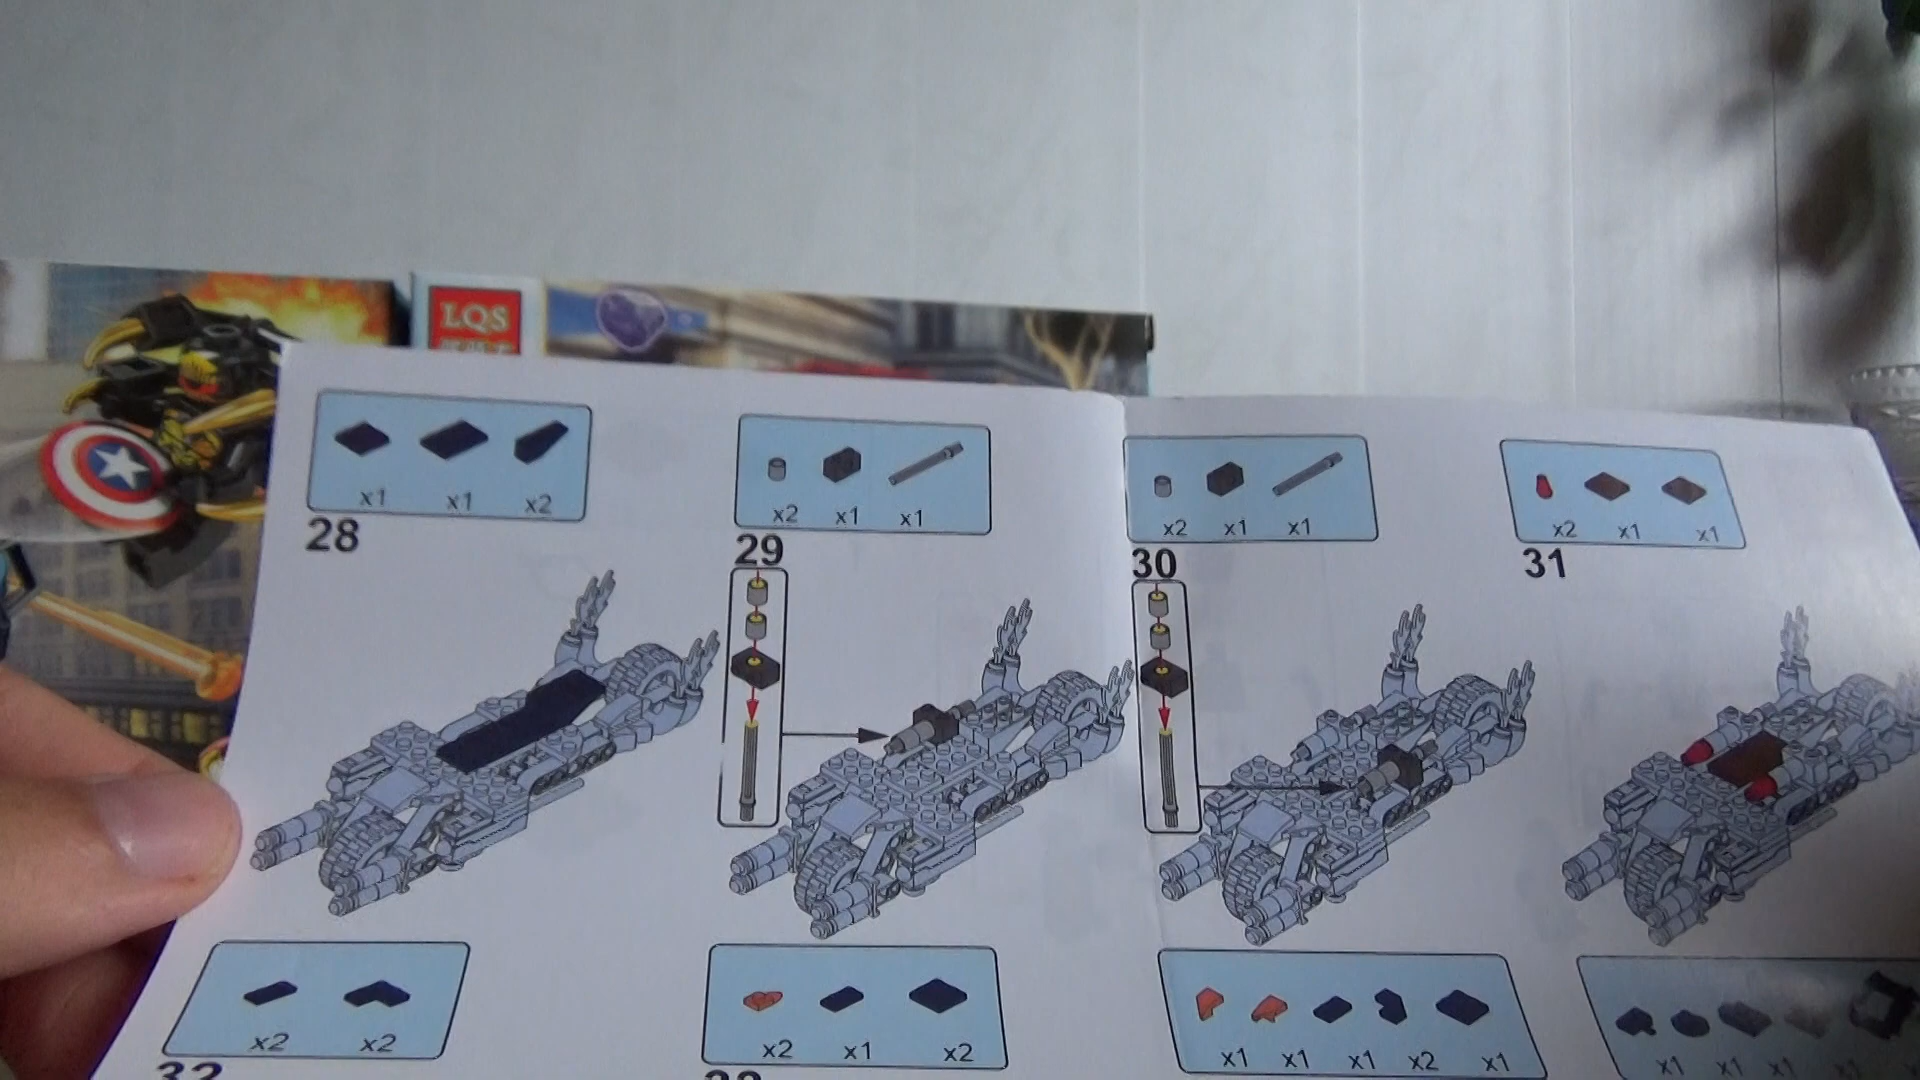 LQS
x1 x1 x2
28
x2 x1 x1
29
x2 x1 x1
30
x2 x1 x1
31
x2 x2
32
x2 x1 x2
x1 x1 x1 x2 x1
x1 x1 x1